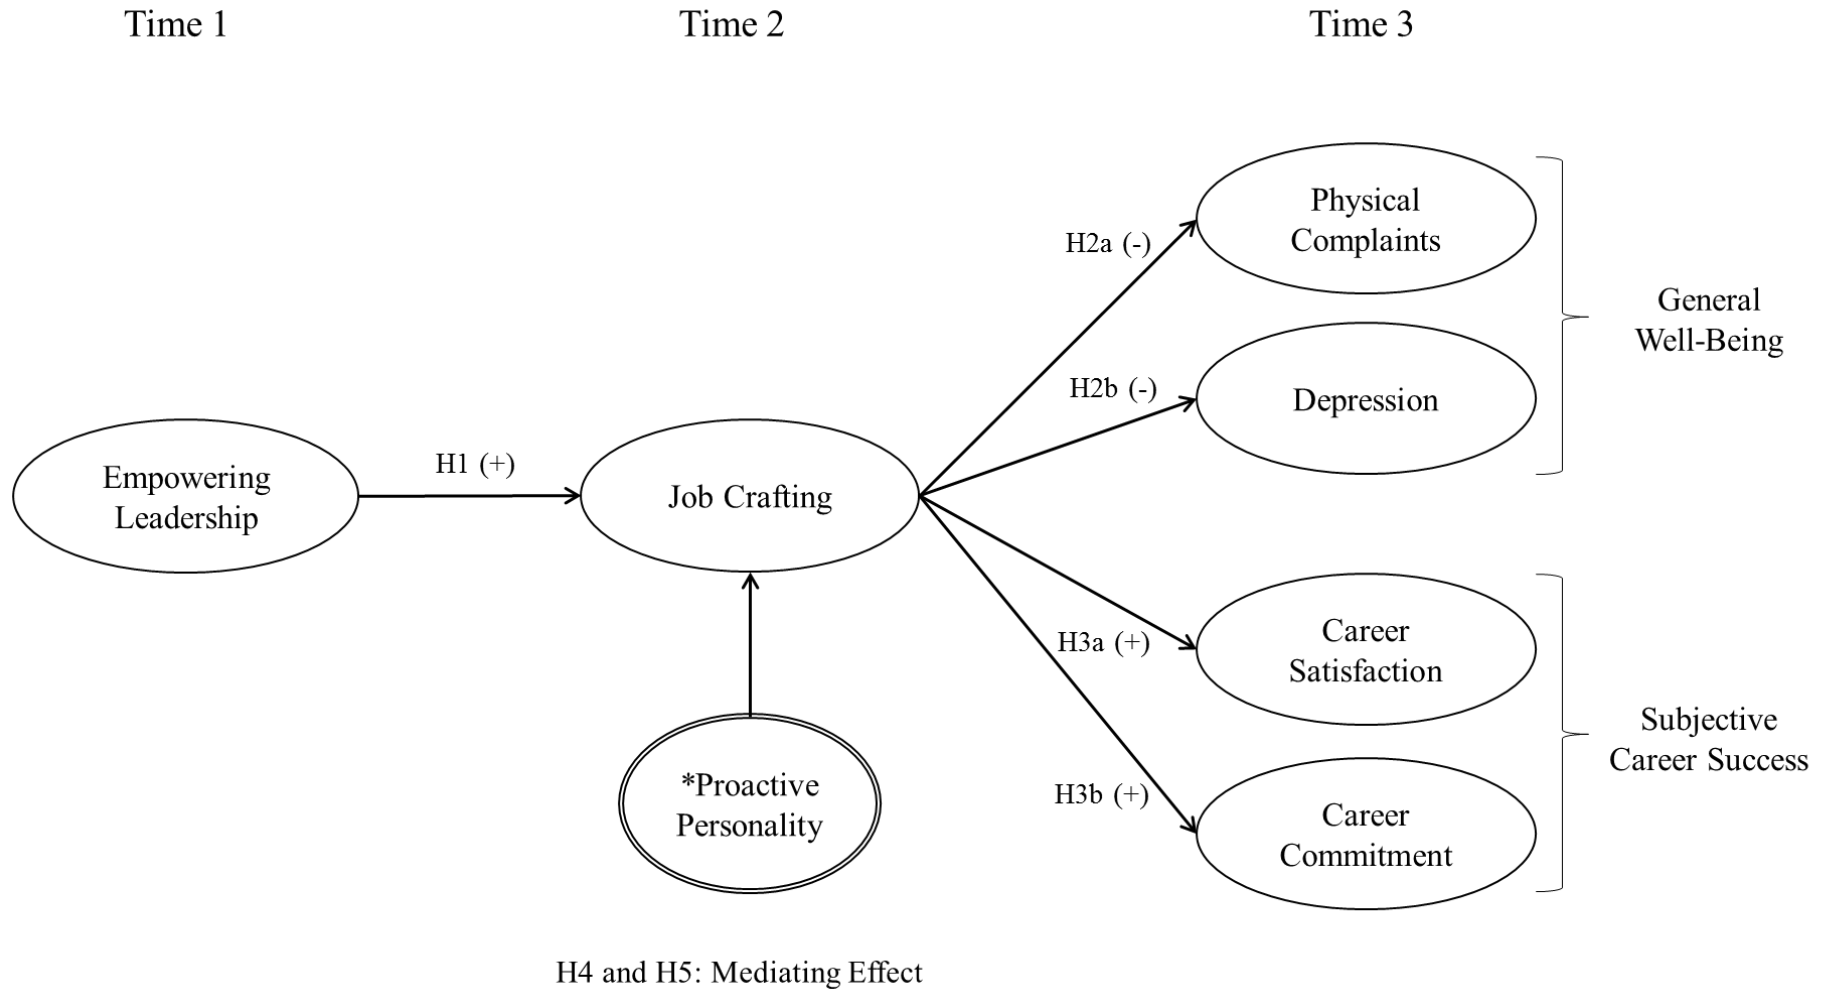 Time 1
Time 2
Time 3
Physical
Complaints
H2a (-)
General
Well-Being
H2b (-)
Depression
Empowering
Leadership
H1 (+)
Job Crafting
H3a (+)
Career
Satisfaction
Subjective
Career Success
*Proactive
Personality
H3b (+)
Career
Commitment
H4 and H5: Mediating Effect